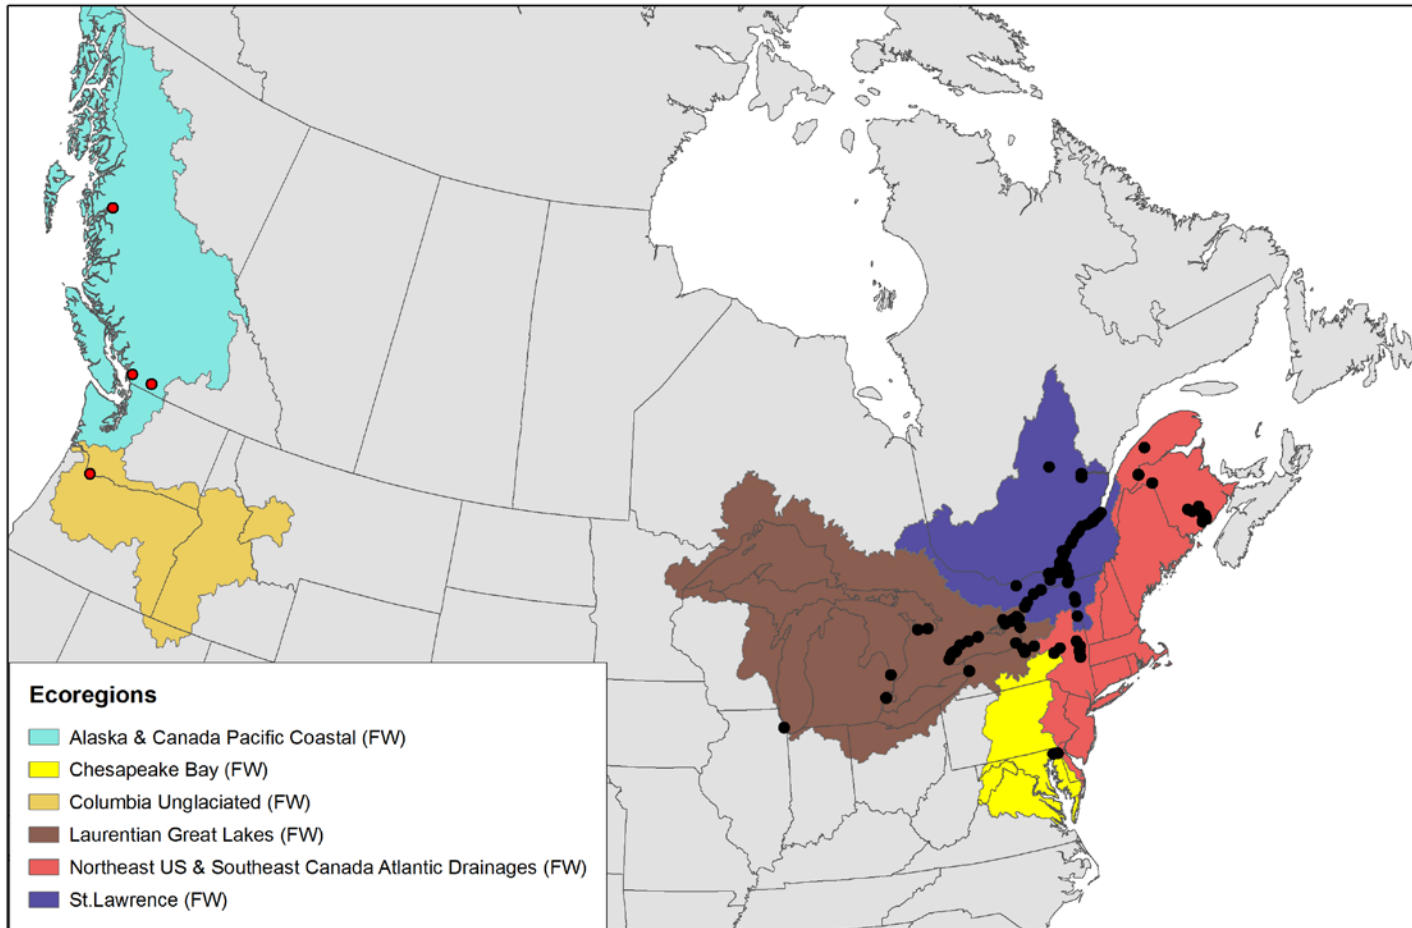 Ecoregions
Alaska & Canada Pacific Coastal (FW)
Chesapeake Bay (FW)
Columbia Unglaciated (FW)
Laurentian Great Lakes (FW)
Northeast US & Southeast Canada Atlantic Drainages (FW)
St.Lawrence (FW)